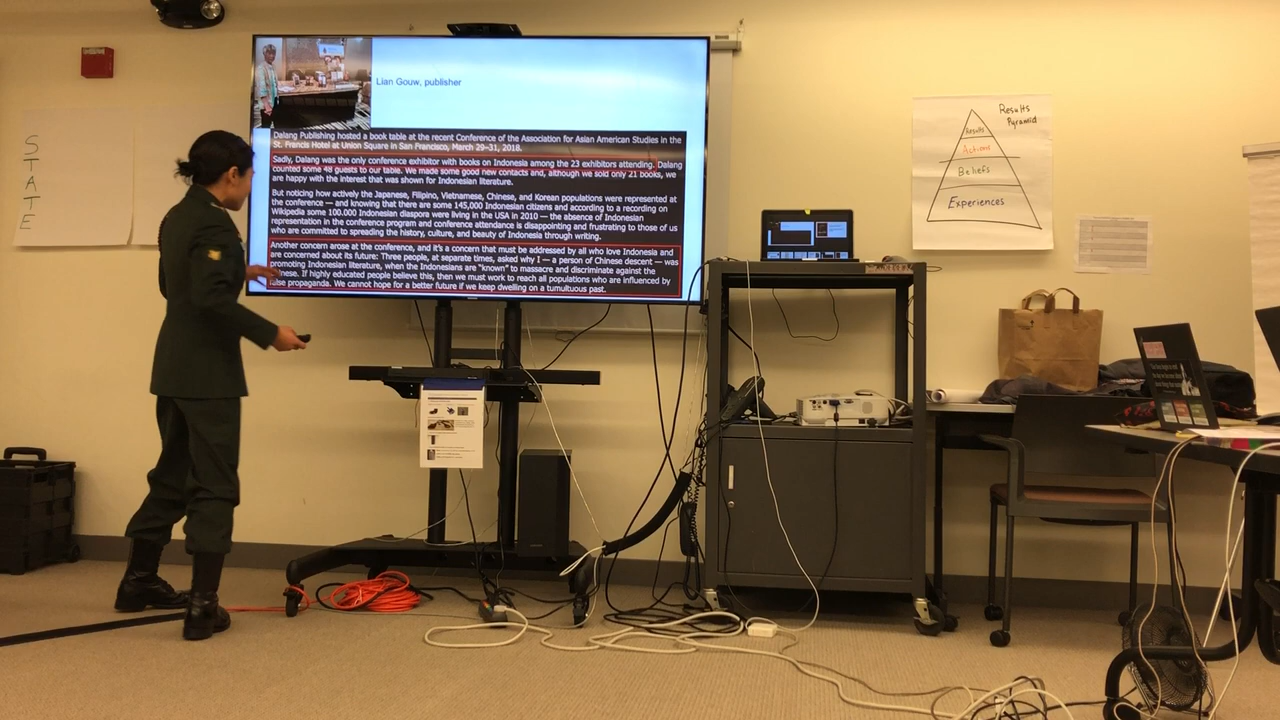 STATE
Lian Gouw, publisher
Dalang Publishing hosted a book table at the recent Conference of the Association for Asian American Studies in the
St. Francis Hotel at Union Square in San Francisco, March 29–31, 2018.
Sadly, Dalang was the only conference exhibitor with books on Indonesia among the 23 exhibitors attending. Dalang
counted some 48 guests to our table. We made some good new contacts and, although we sold only 21 books, we
are happy with the interest that was shown for Indonesian literature.
But noticing how actively the Japanese, Filipino, Vietnamese, Chinese, and Korean populations were represented at
the conference — and knowing that there are some 145,000 Indonesian citizens and according to a recording on
Wikipedia some 100.000 Indonesian diaspora were living in the USA in 2010 — the absence of Indonesian
representation in the conference program and conference attendance is disappointing and frustrating to those of us
who are committed to spreading the history, culture, and beauty of Indonesia through writing.
Another concern arose at the conference, and it's a concern that must be addressed by all who love Indonesia and
are concerned about its future: Three people, at separate times, asked why I — a person of Chinese descent — was
promoting Indonesian literature, when the Indonesians are "known" to massacre and discriminate against the
If highly educated people believe this, then we must work to reach all populations who are influenced by
false propaganda. We cannot hope for a better future if we keep dwelling on a tumultuous past.
Results
Pyramid
Results
Actions
Beliefs
Experiences